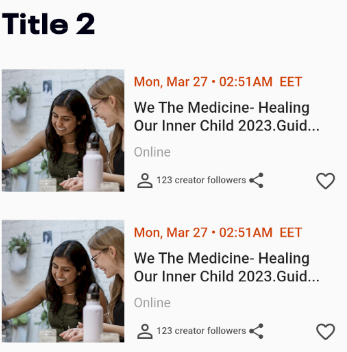 Title 2
Mon, Mar 27 • 02:51AM EET
We The Medicine- Healing
Our Inner Child 2023.Guid...
Online
123 creator followers
Mon, Mar 27 • 02:51AM EET
We The Medicine- Healing
Our Inner Child 2023.Guid...
Online
123 creator followers